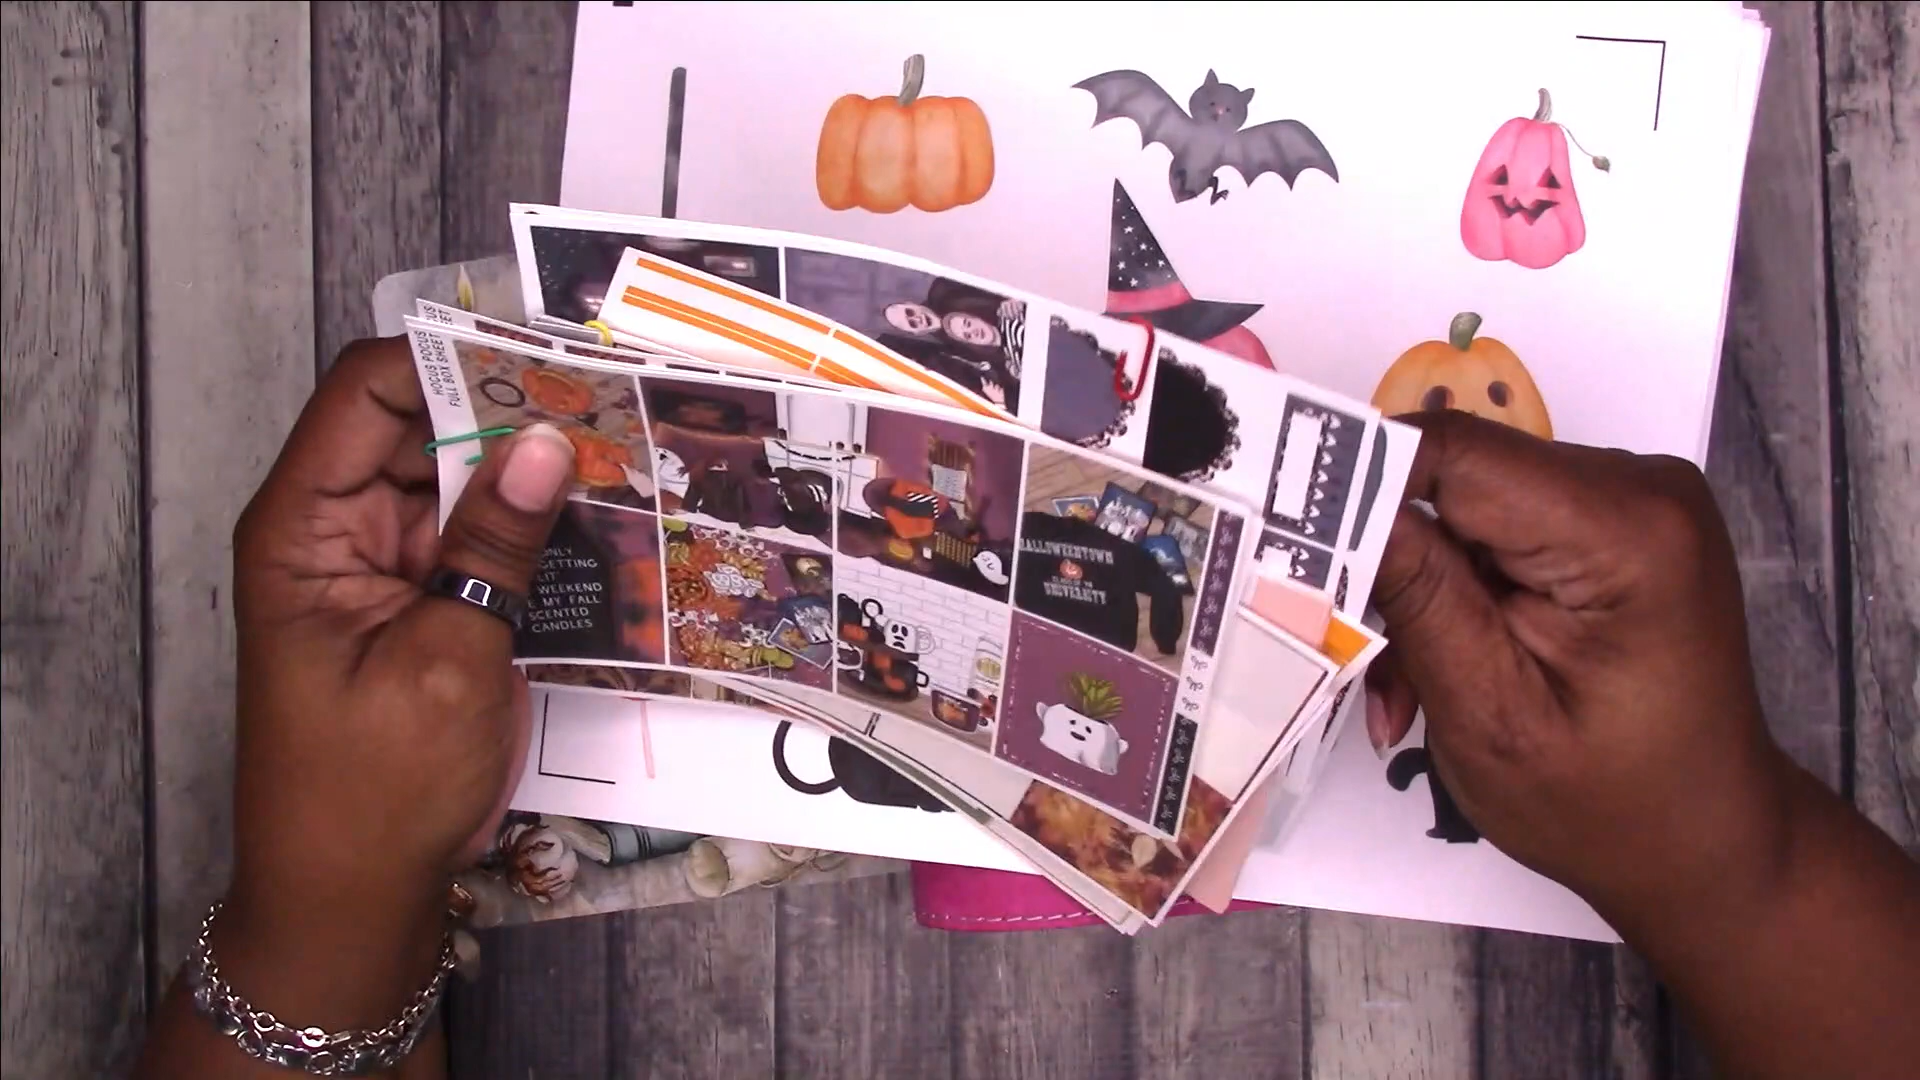 HOCUS POCUS
FULL BOX SHEET
ONLY
GETTING
LIT
WEEKEND
MY FALL
SCENTED
CANDLES
HALLOWEENTOWN
UNIVERSITY